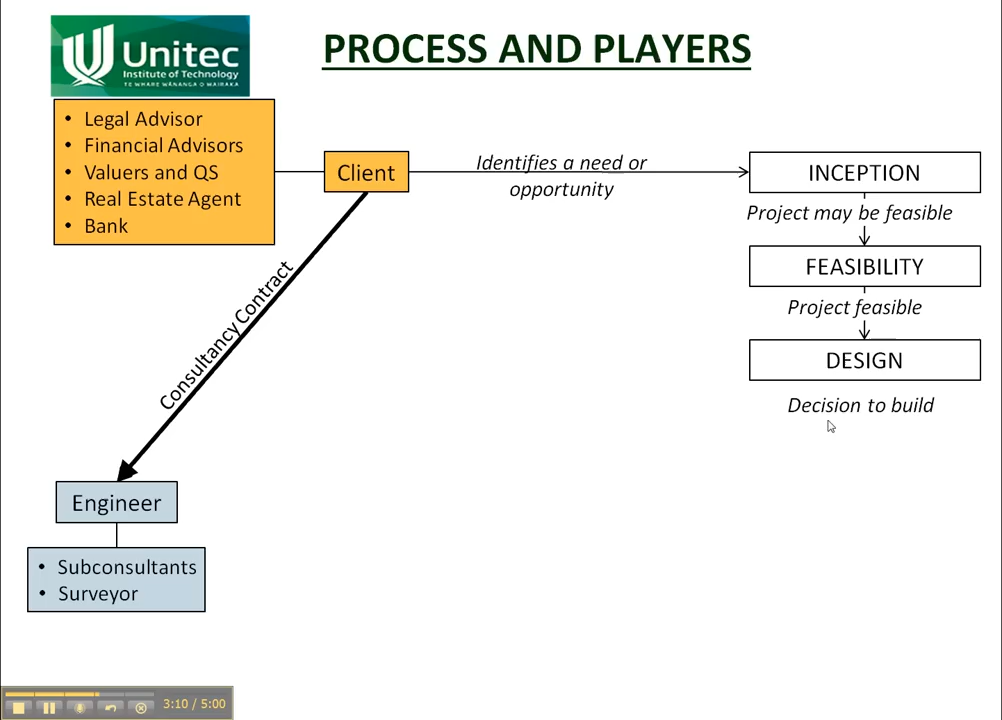 Unitec
Institute of Technology
TE WHARE WĀNANGA O WAIRAKA
PROCESS AND PLAYERS
• Legal Advisor
• Financial Advisors
• Valuers and QS
• Real Estate Agent
• Bank
Client
Identifies a need or
opportunity
INCEPTION
Project may be feasible
FEASIBILITY
Project feasible
DESIGN
Decision to build
Consultancy Contract
Engineer
• Subconsultants
• Surveyor
3:10 / 5:00